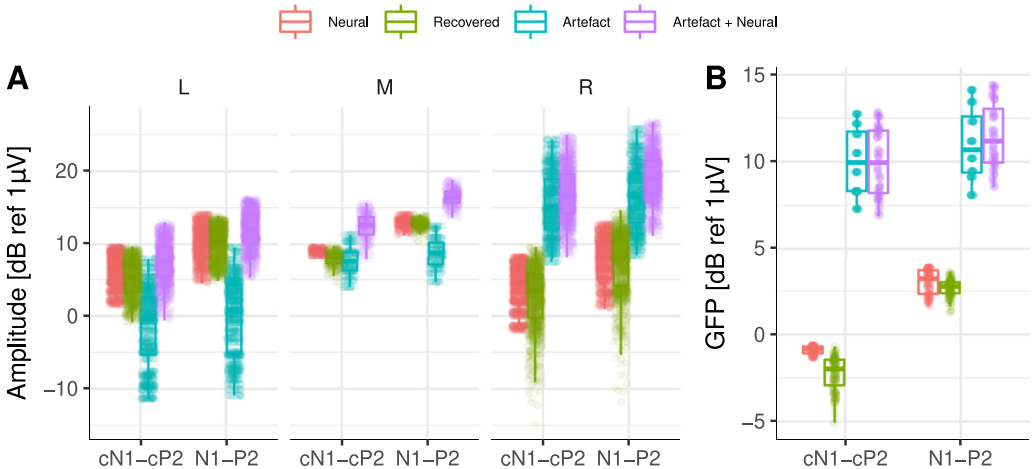 Neural Recovered Artefact Artefact + Neural
A B
L M R
Amplitude [dB ref 1μV]
20
10
0
−10
cN1−cP2 N1−P2 cN1−cP2 N1−P2 cN1−cP2 N1−P2
GFP [dB ref 1μV]
15
10
5
0
−5
cN1−cP2 N1−P2